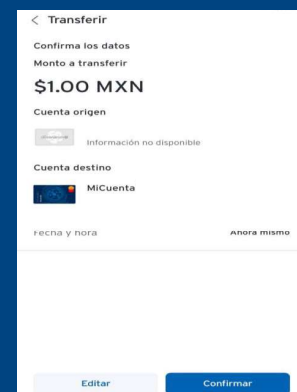 < Transferir
Confirma los datos
Monto a transferir
$1.00 MXN
Cuenta origen
Información no disponible
Cuenta destino
MiCuenta
Fecha y hora Ahora mismo
Editar Confirmar